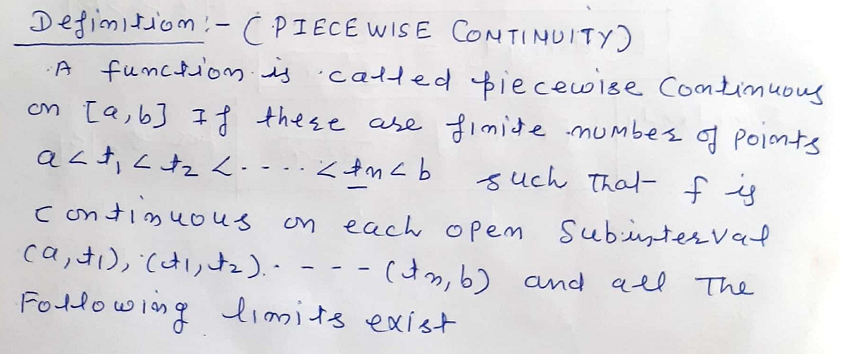 Definition:- (PIECEWISE CONTINUITY)
A function is called piecewise Continuous
on [a,b] If there are finite number of points
a < t1 < t2 < ---- < tn < b such that f is
continuous on each open Subinterval
(a,t1), (t1,t2).---- (tn,b) and all The
Following limits exist